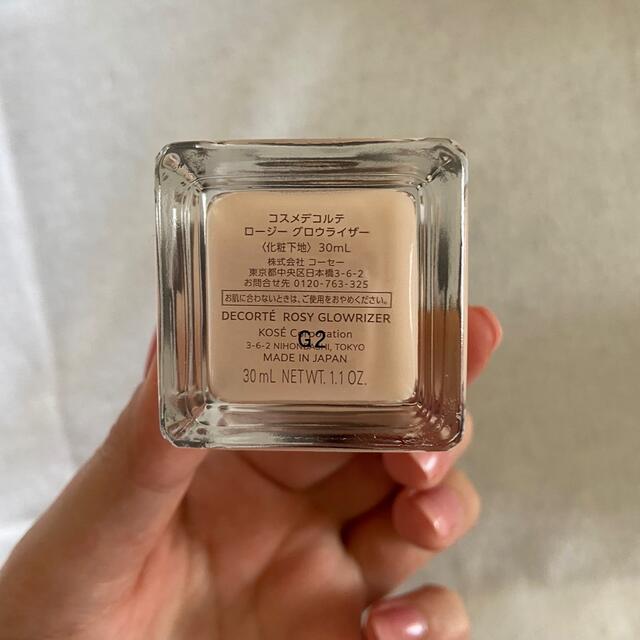 コスメデコルテ
ロージー グロウライザー
〈化粧下地〉30mL
株式会社 コーセー
東京都中央区日本橋3-6-2
お問合せ先 0120-763-325
お肌に合わないときは、ご使用をおやめください。
DECORTÉ ROSY GLOWRIZER
KOSÉ Corporation
G2
3-6-2 NIHONBASHI, TOKYO
MADE IN JAPAN
30 mL NET WT. 1.1 OZ.